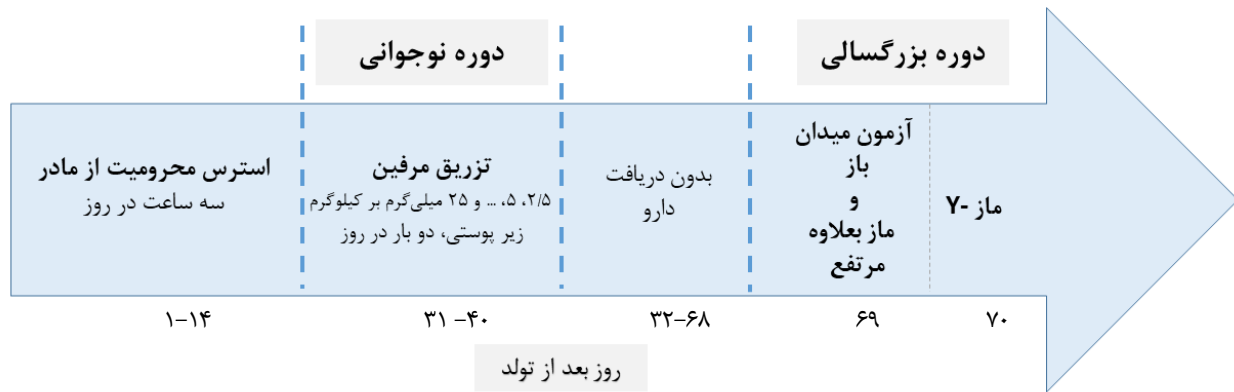 دوره نوجوانی
دوره بزرگسالی
استرس محرومیت از مادر
سه ساعت در روز
تزریق مرفین
۲/۵، ۵، ... و ۲۵ میلی‌گرم بر کیلوگرم
زیر پوستی، دو بار در روز
بدون دریافت
دارو
آزمون میدان
باز
و
ماز بعلاوه
مرتفع
ماز -Y
۱-۱۴
۳۱ -۴۰
۳۲-۶۸
۶۹
۷۰
روز بعد از تولد